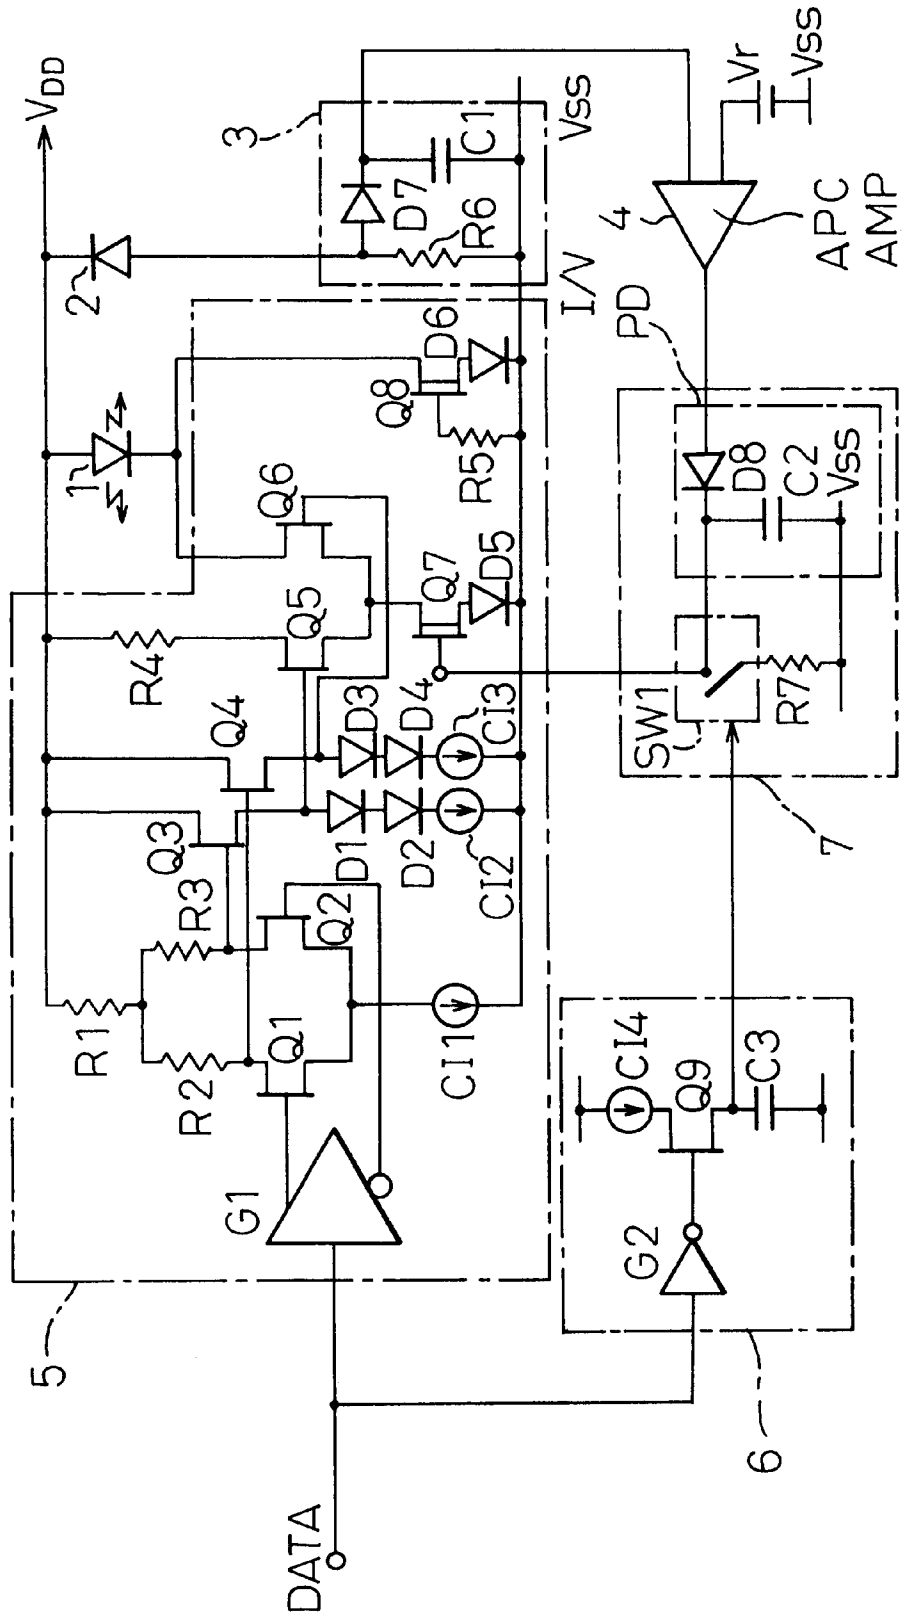 VDD
3
2
1
C1
D7
R6
Vss
I/V
Vr
Vss
4
APC
AMP
D6
Q8
R5
Q6
Q5
R4
Q7
D5
Q4
Q3
D3
D4
CI3
D1
D2
CI2
R3
Q2
R1
R2
Q1
CI1
G1
5
PD
D8
C2
Vss
SW1
R7
7
CI4
Q9
C3
G2
6
DATA